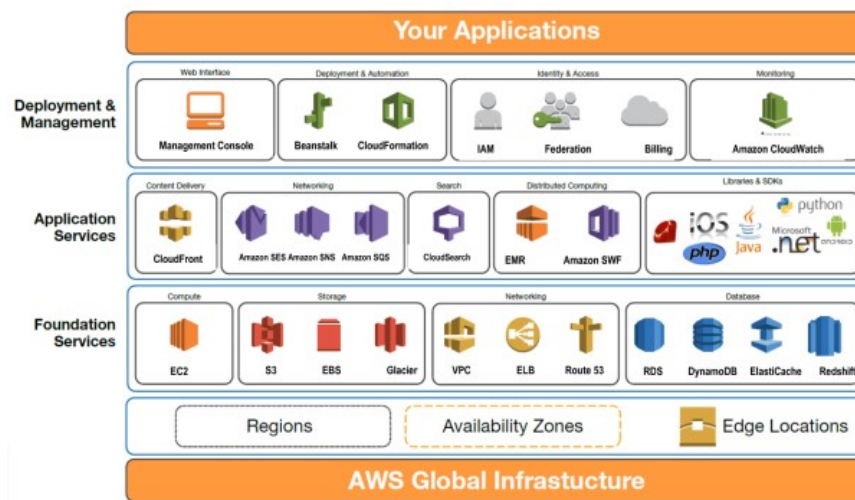 Your Applications
Web Interface
Deployment & Automation
Identity & Access
Monitoring
Deployment &
Management
Management Console
Beanstalk
CloudFormation
IAM
Federation
Billing
Amazon CloudWatch
Content Delivery
Networking
Search
Distributed Computing
Libraries & SDKs
Application
Services
CloudFront
Amazon SES
Amazon SNS
Amazon SQS
CloudSearch
EMR
Amazon SWF
iOS
php
Java
python
Microsoft
.net
ANDROID
Compute
Storage
Networking
Database
Foundation
Services
EC2
S3
EBS
Glacier
VPC
ELB
Route 53
RDS
DynamoDB
ElastiCache
Redshift
Regions
Availability Zones
Edge Locations
AWS Global Infrastucture